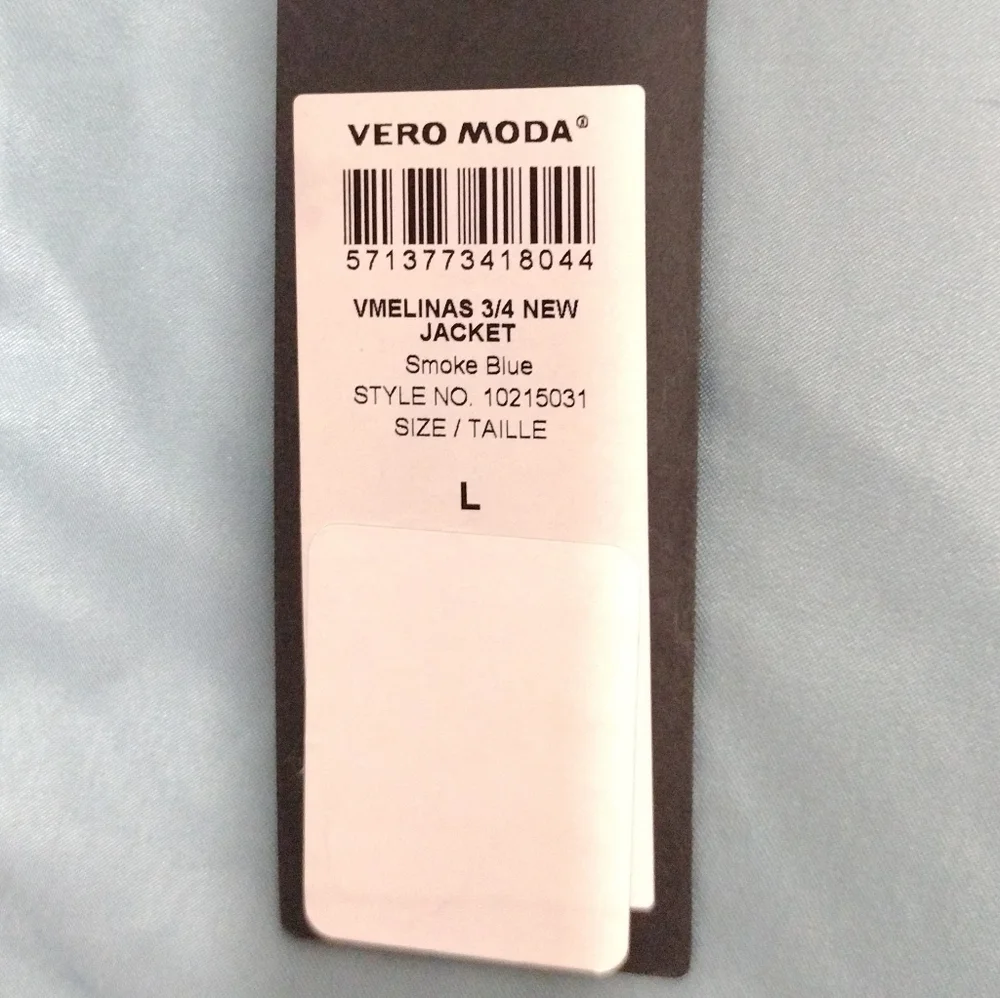 VERO MODA®
5713773418044
VMELINAS 3/4 NEW
JACKET
Smoke Blue
STYLE NO. 10215031
SIZE / TAILLE
L